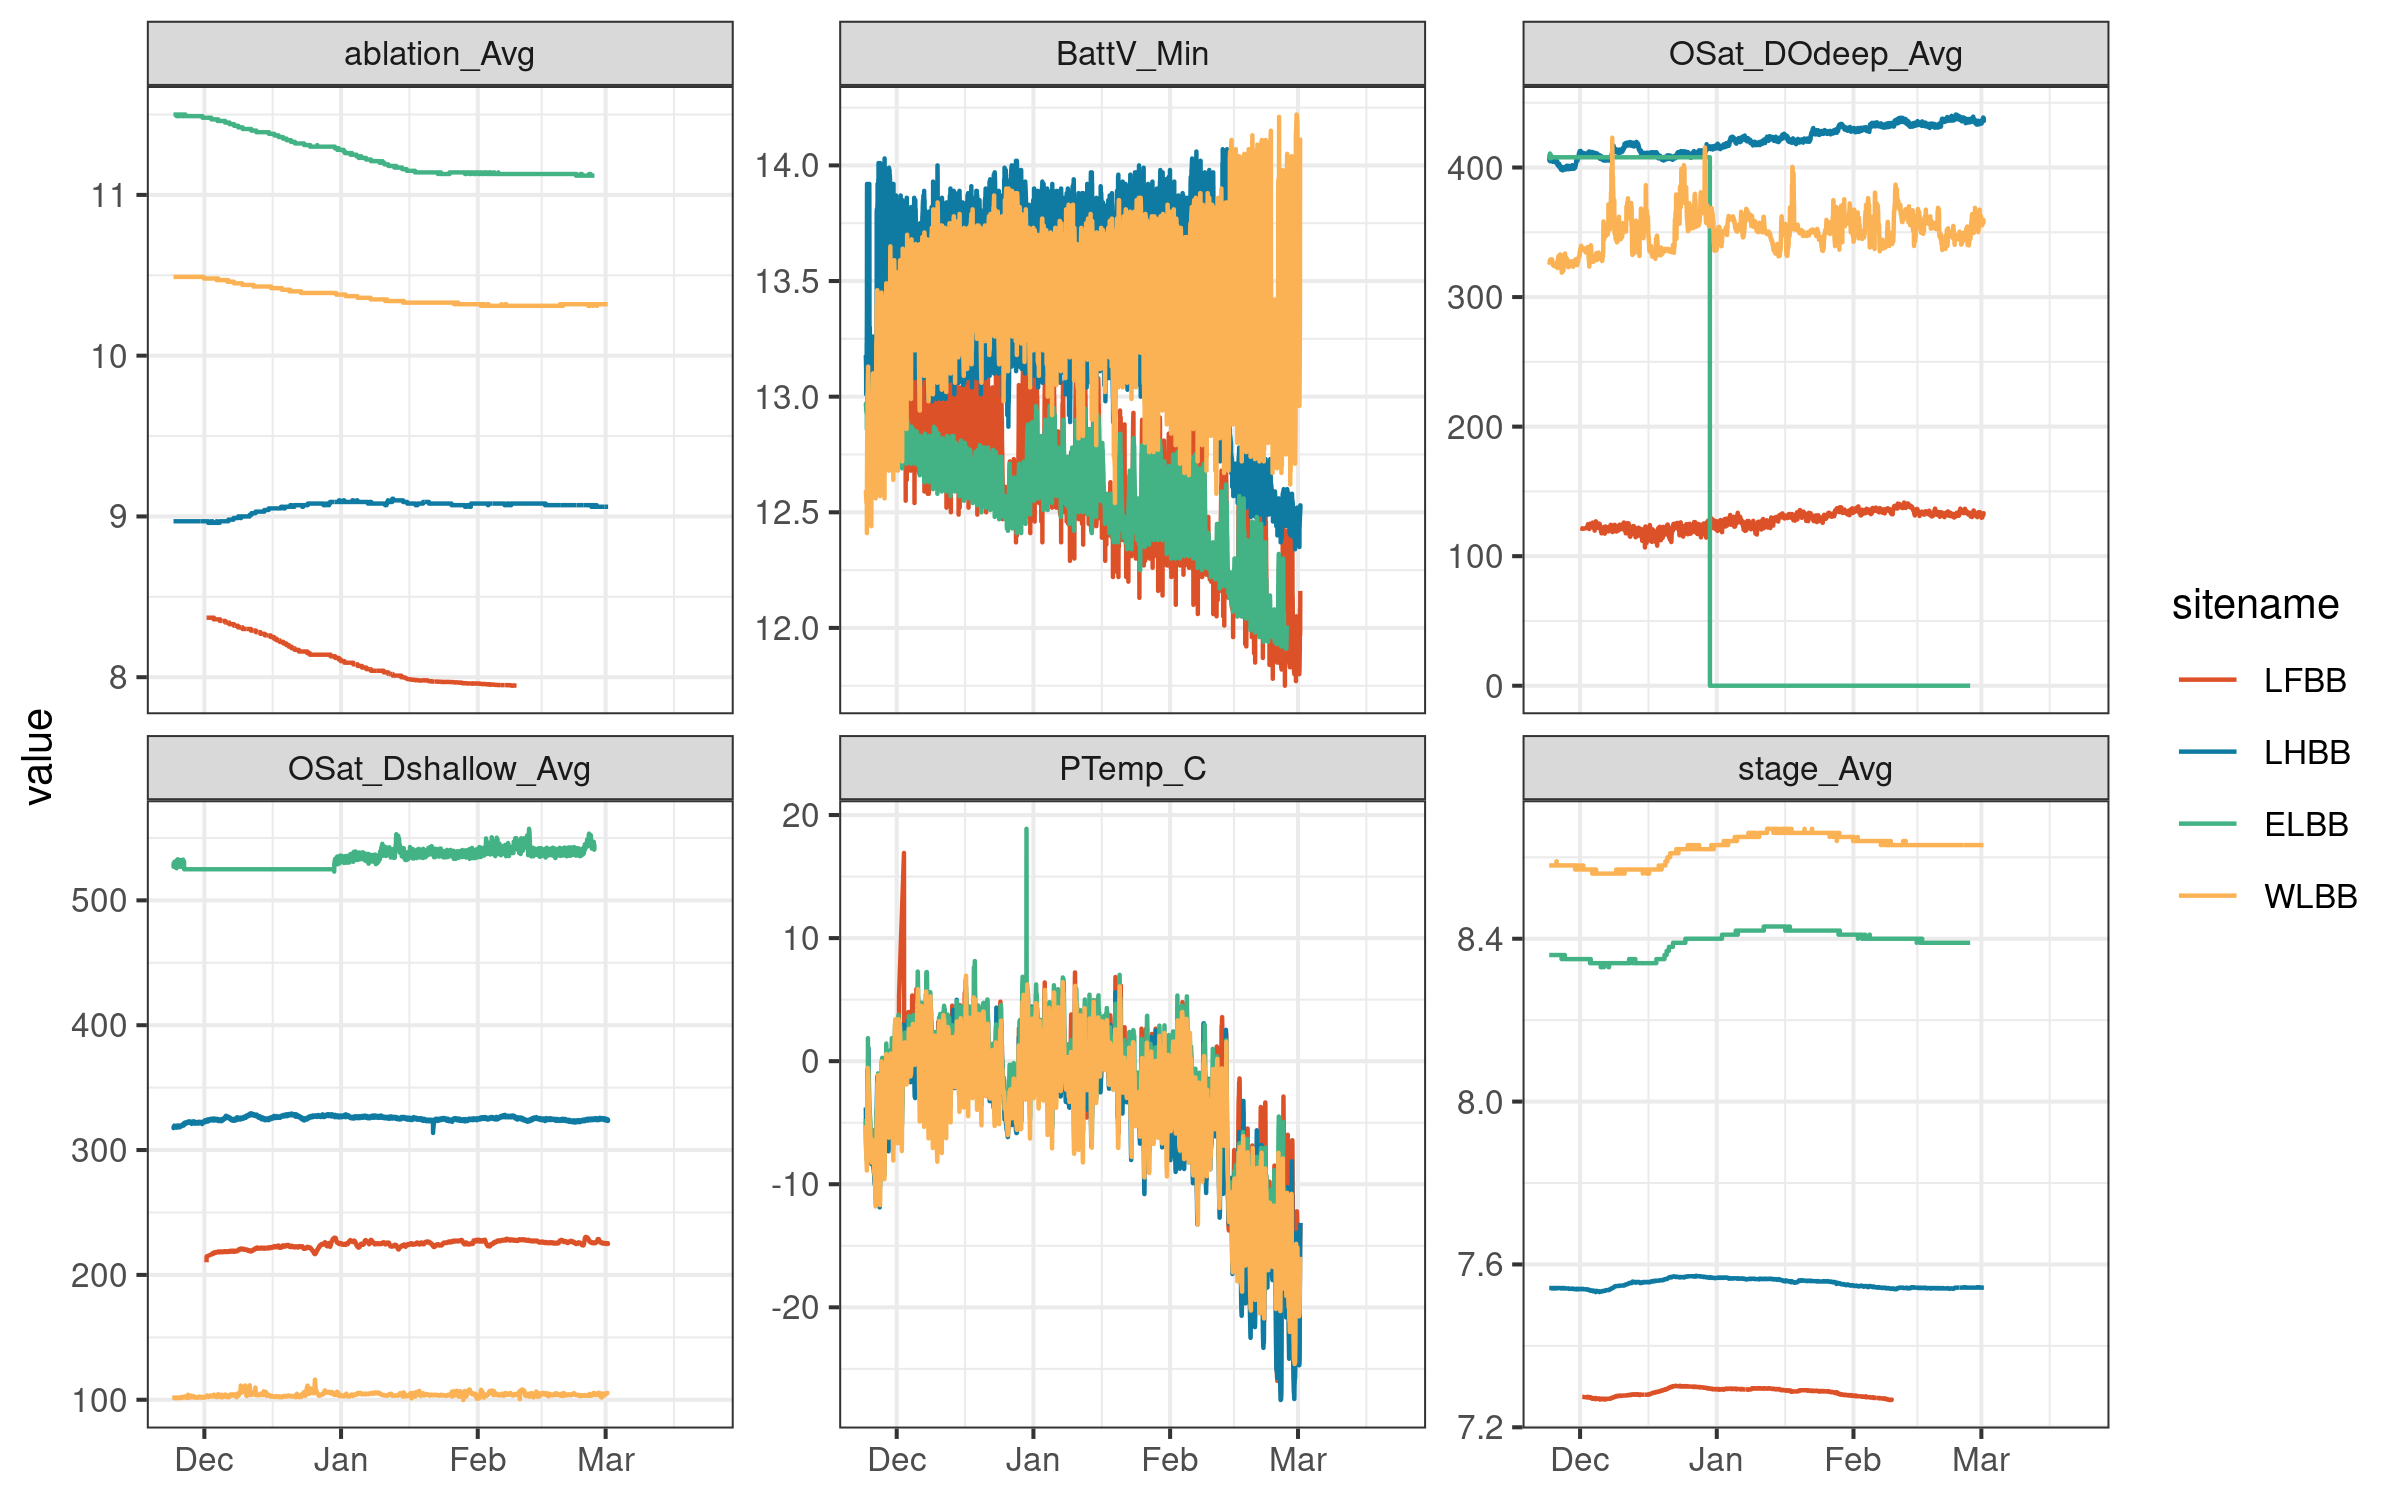 ablation_Avg
BattV_Min
OSat_DOdeep_Avg
11
10
9
8
14.0
13.5
13.0
12.5
12.0
400
300
200
100
0
value
OSat_Dshallow_Avg
PTemp_C
stage_Avg
500
400
300
200
100
20
10
0
-10
-20
8.4
8.0
7.6
7.2
Dec Jan Feb Mar
Dec Jan Feb Mar
Dec Jan Feb Mar
sitename
LFBB
LHBB
ELBB
WLBB